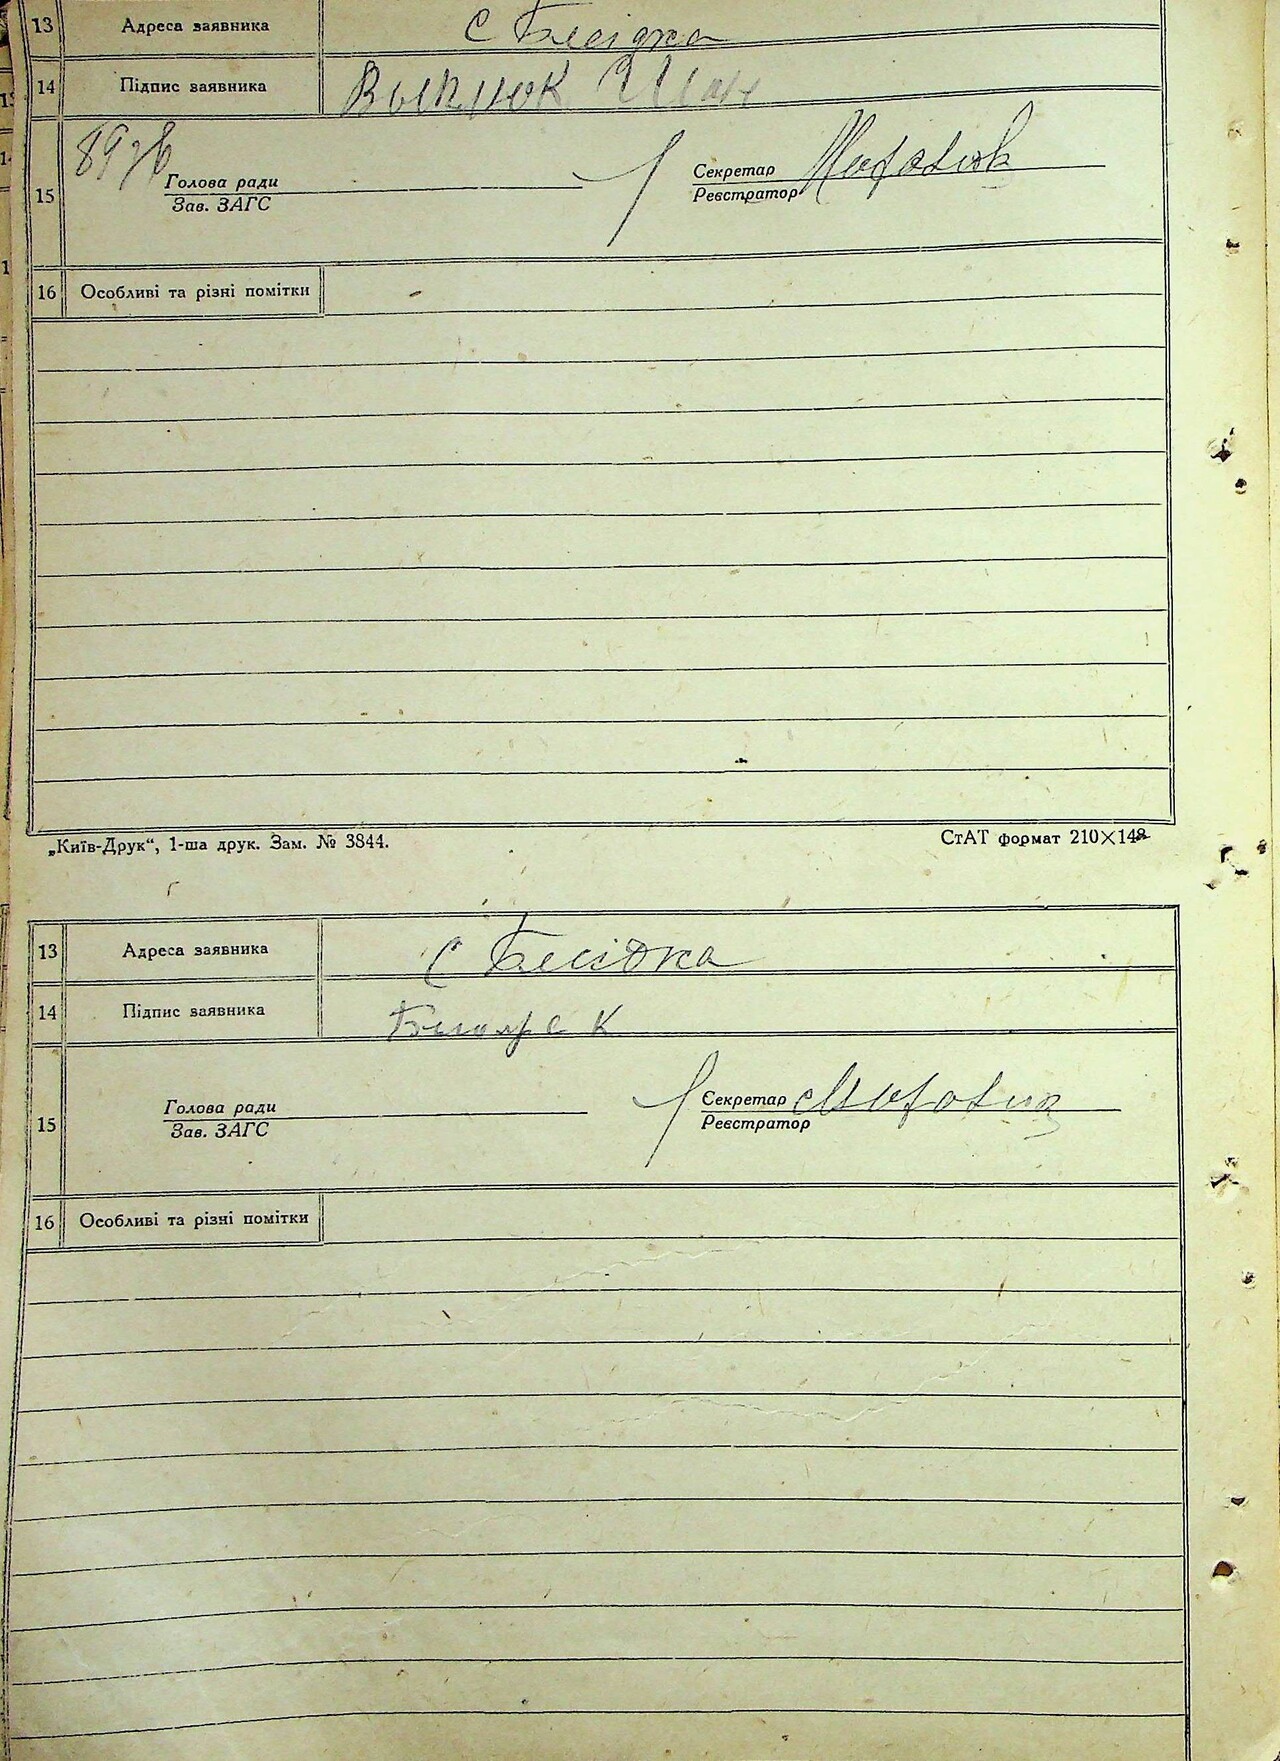 13 Адреса заявника с Бесідка
14 Підпис заявника
15 Голова ради Секретар
Зав. ЗАГС Реєстратор
16 Особливі та різні помітки
„Київ-Друк“, 1-ша друк. Зам. № 3844. СтАТ формат 210×148
13 Адреса заявника с Бесідка
14 Підпис заявника
15 Голова ради Секретар
Зав. ЗАГС Реєстратор
16 Особливі та різні помітки